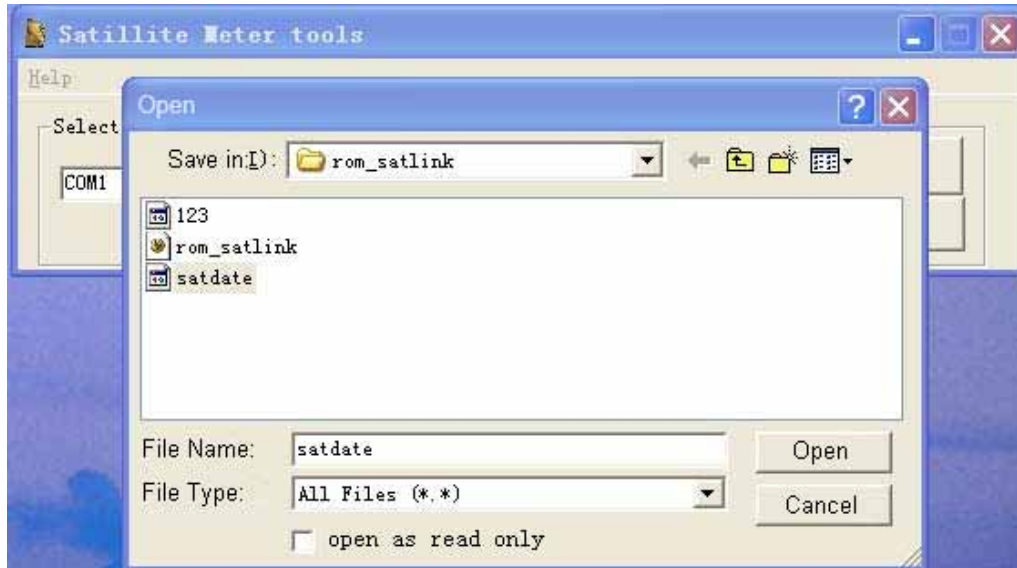 Satillite Meter tools
Help
Open
Select
Save in:I):
rom_satlink
COM1
123
rom_satlink
satdate
File Name:
satdate
Open
File Type:
All Files (*.*)
Cancel
open as read only